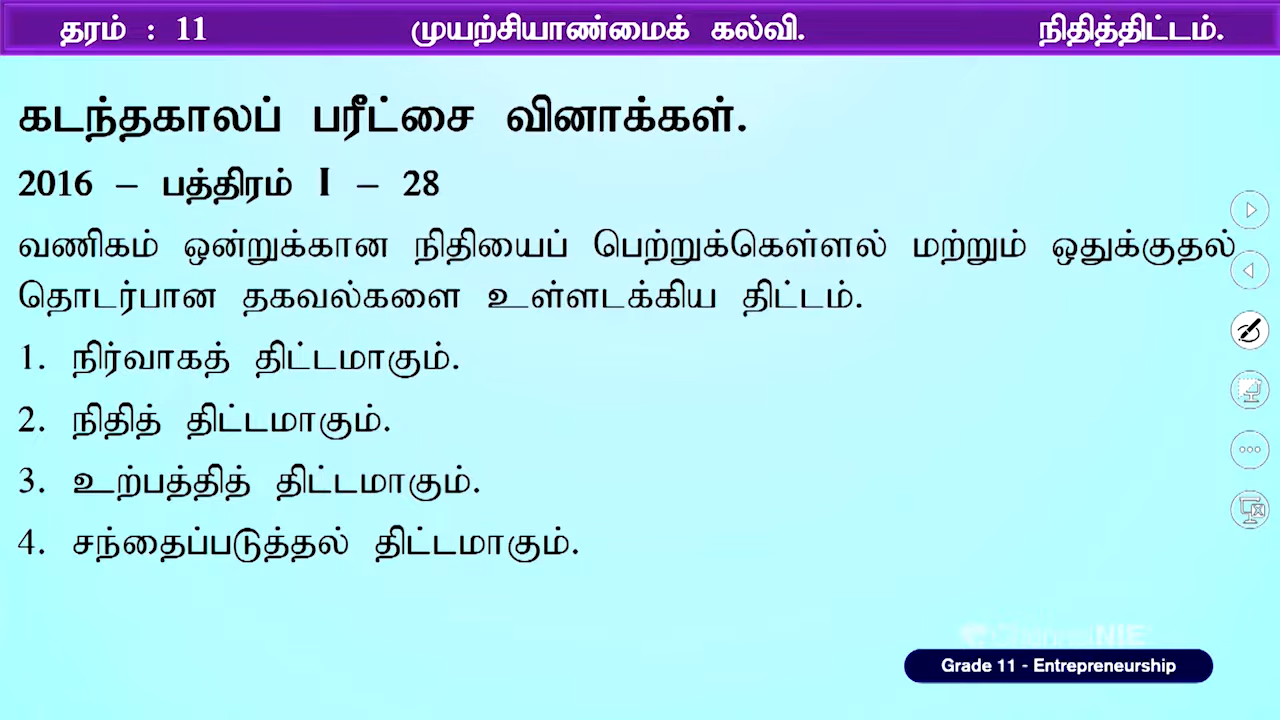 தரம் : 11 முயற்சியாண்மைக் கல்வி. நிதித்திட்டம்.
கடந்தகாலப் பரீட்சை வினாக்கள்.
2016 – பத்திரம் I – 28
வணிகம் ஒன்றுக்கான நிதியைப் பெற்றுக்கெள்ளல் மற்றும் ஒதுக்குதல்
தொடர்பான தகவல்களை உள்ளடக்கிய திட்டம்.
1. நிர்வாகத் திட்டமாகும்.
2. நிதித் திட்டமாகும்.
3. உற்பத்தித் திட்டமாகும்.
4. சந்தைப்படுத்தல் திட்டமாகும்.
Channel NIE
Grade 11 - Entrepreneurship